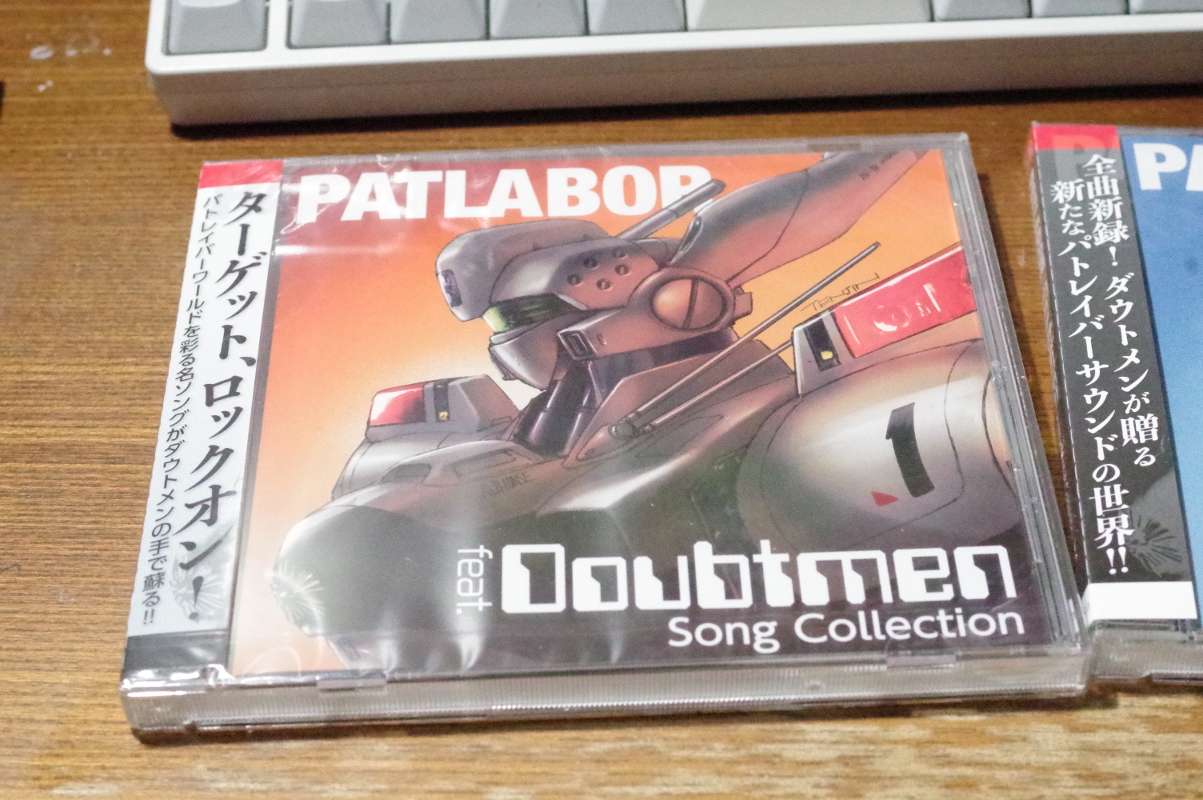 ターゲット、ロックオン!
パトレイバーワールドを彩る名ソングがダウトメンの手で蘇る!!
PATLABOR
TENJIN
1
feat.
Doubtmen
Song Collection
全曲新録!ダウトメンが贈る
新たなパトレイバーサウンドの世界!!
PA